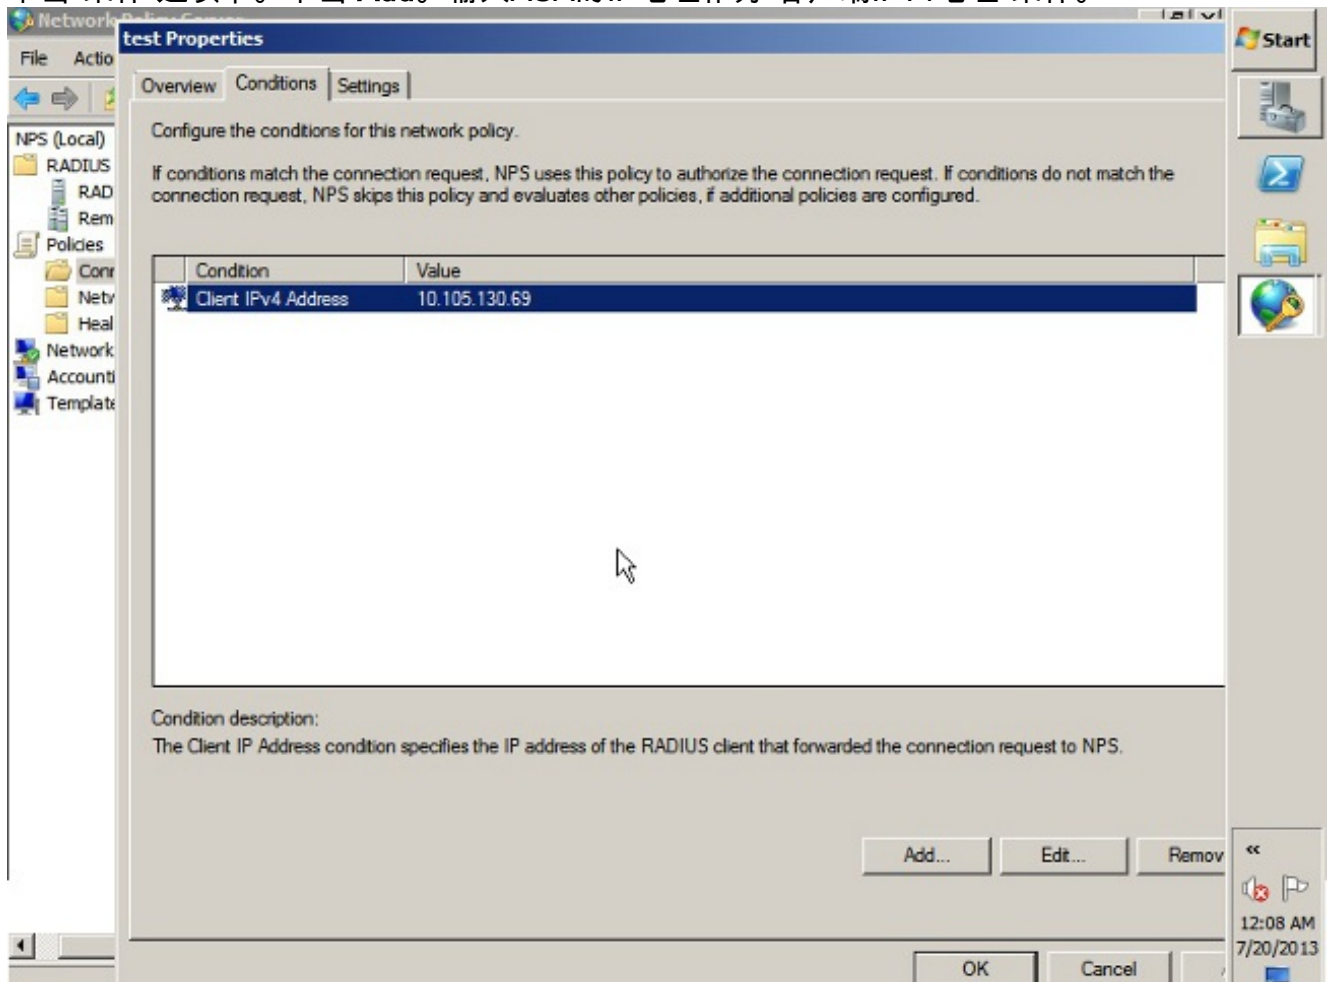 Network
test Properties
Start
File
Overview
Conditions
Settings
Configure the conditions for this network policy.
NPS (Local)
RADIUS
If conditions match the connection request, NPS uses this policy to authorize the connection request. If conditions do not match the
connection request, NPS skips this policy and evaluates other policies, if additional policies are configured.
RAD
Rem
Policies
Conr
Condition
Value
Netw
Client IPv4 Address
10.105.130.69
Heal
Network
Accounti
Template
Condition description:
The Client IP Address condition specifies the IP address of the RADIUS client that forwarded the connection request to NPS.
Add...
Edit...
Remov
12:08 AM
7/20/2013
OK
Cancel